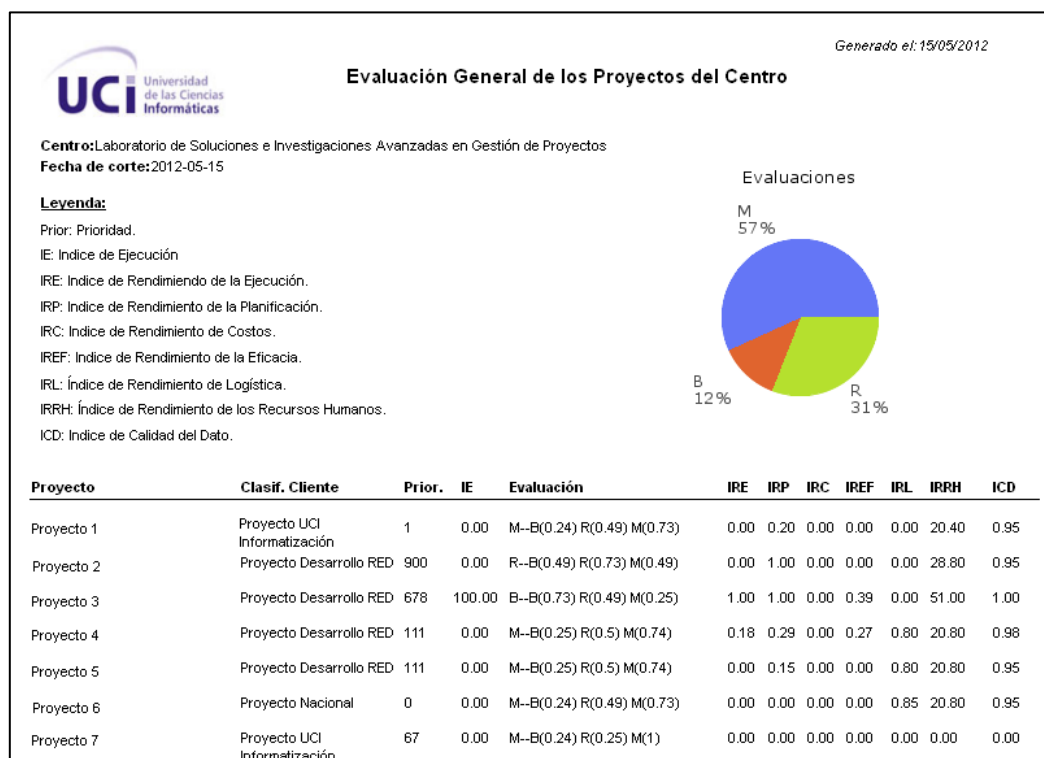 Generado el:15/05/2012
UCi Universidad
de las Ciencias
Informáticas
Evaluación General de los Proyectos del Centro
Centro:Laboratorio de Soluciones e Investigaciones Avanzadas en Gestión de Proyectos
Fecha de corte:2012-05-15
Leyenda:
Prior: Prioridad.
IE: Indice de Ejecución
IRE: Indice de Rendimiendo de la Ejecución.
IRP: Indice de Rendimiento de la Planificación.
IRC: Indice de Rendimiento de Costos.
IREF: Indice de Rendimiento de la Eficacia.
IRL: Índice de Rendimiento de Logística.
IRRH: Índice de Rendimiento de los Recursos Humanos.
ICD: Indice de Calidad del Dato.
Evaluaciones
M
57%
B
12%
R
31%
Proyecto Clasif. Cliente Prior. IE Evaluación IRE IRP IRC IREF IRL IRRH ICD
Proyecto 1 Proyecto UCI 1 0.00 M--B(0.24) R(0.49) M(0.73) 0.00 0.20 0.00 0.00 0.00 20.40 0.95
Informatización
Proyecto 2 Proyecto Desarrollo RED 900 0.00 R--B(0.49) R(0.73) M(0.49) 0.00 1.00 0.00 0.00 0.00 28.80 0.95
Proyecto 3 Proyecto Desarrollo RED 678 100.00 B--B(0.73) R(0.49) M(0.25) 1.00 1.00 0.00 0.39 0.00 51.00 1.00
Proyecto 4 Proyecto Desarrollo RED 111 0.00 M--B(0.25) R(0.5) M(0.74) 0.18 0.29 0.00 0.27 0.80 20.80 0.98
Proyecto 5 Proyecto Desarrollo RED 111 0.00 M--B(0.25) R(0.5) M(0.74) 0.00 0.15 0.00 0.00 0.80 20.80 0.95
Proyecto 6 Proyecto Nacional 0 0.00 M--B(0.24) R(0.49) M(0.73) 0.00 0.00 0.00 0.00 0.85 20.80 0.95
Proyecto 7 Proyecto UCI 67 0.00 M--B(0.24) R(0.25) M(1) 0.00 0.00 0.00 0.00 0.00 0.00 0.00
Informatización